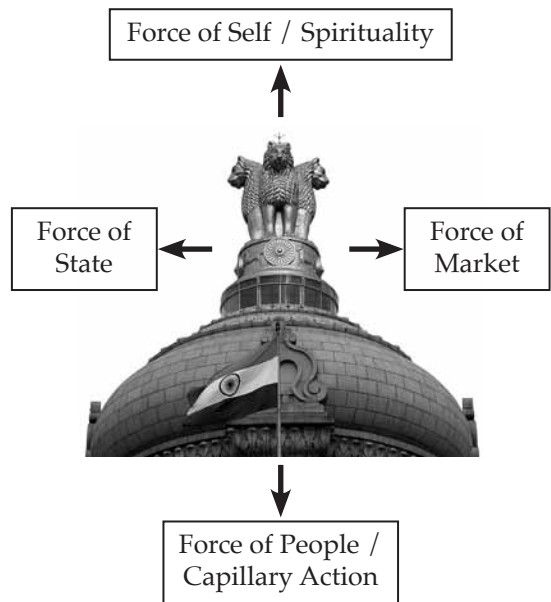 Force of Self / Spirituality
Force of
State
Force of
Market
Force of People /
Capillary Action